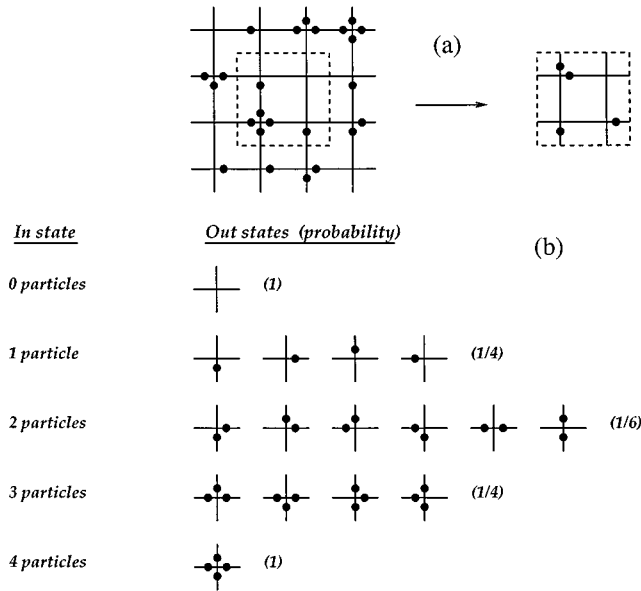 (a)
In state Out states (probability)
(b)
0 particles (1)
1 particle (1/4)
2 particles (1/6)
3 particles (1/4)
4 particles (1)